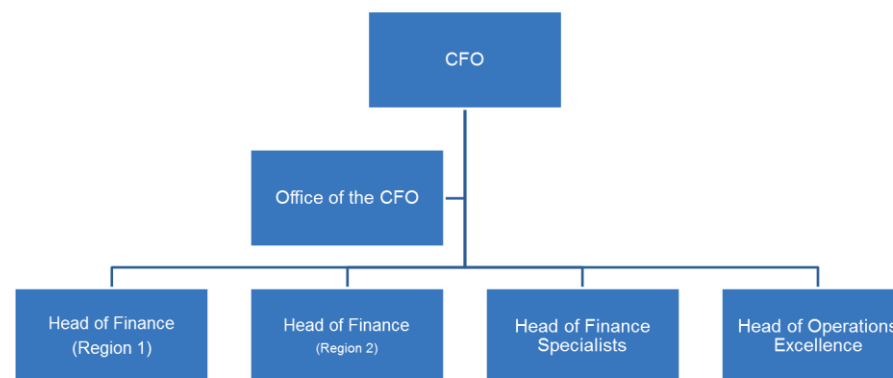 CFO
Office of the CFO
Head of Finance
(Region 1)
Head of Finance
(Region 2)
Head of Finance
Specialists
Head of Operations
Excellence